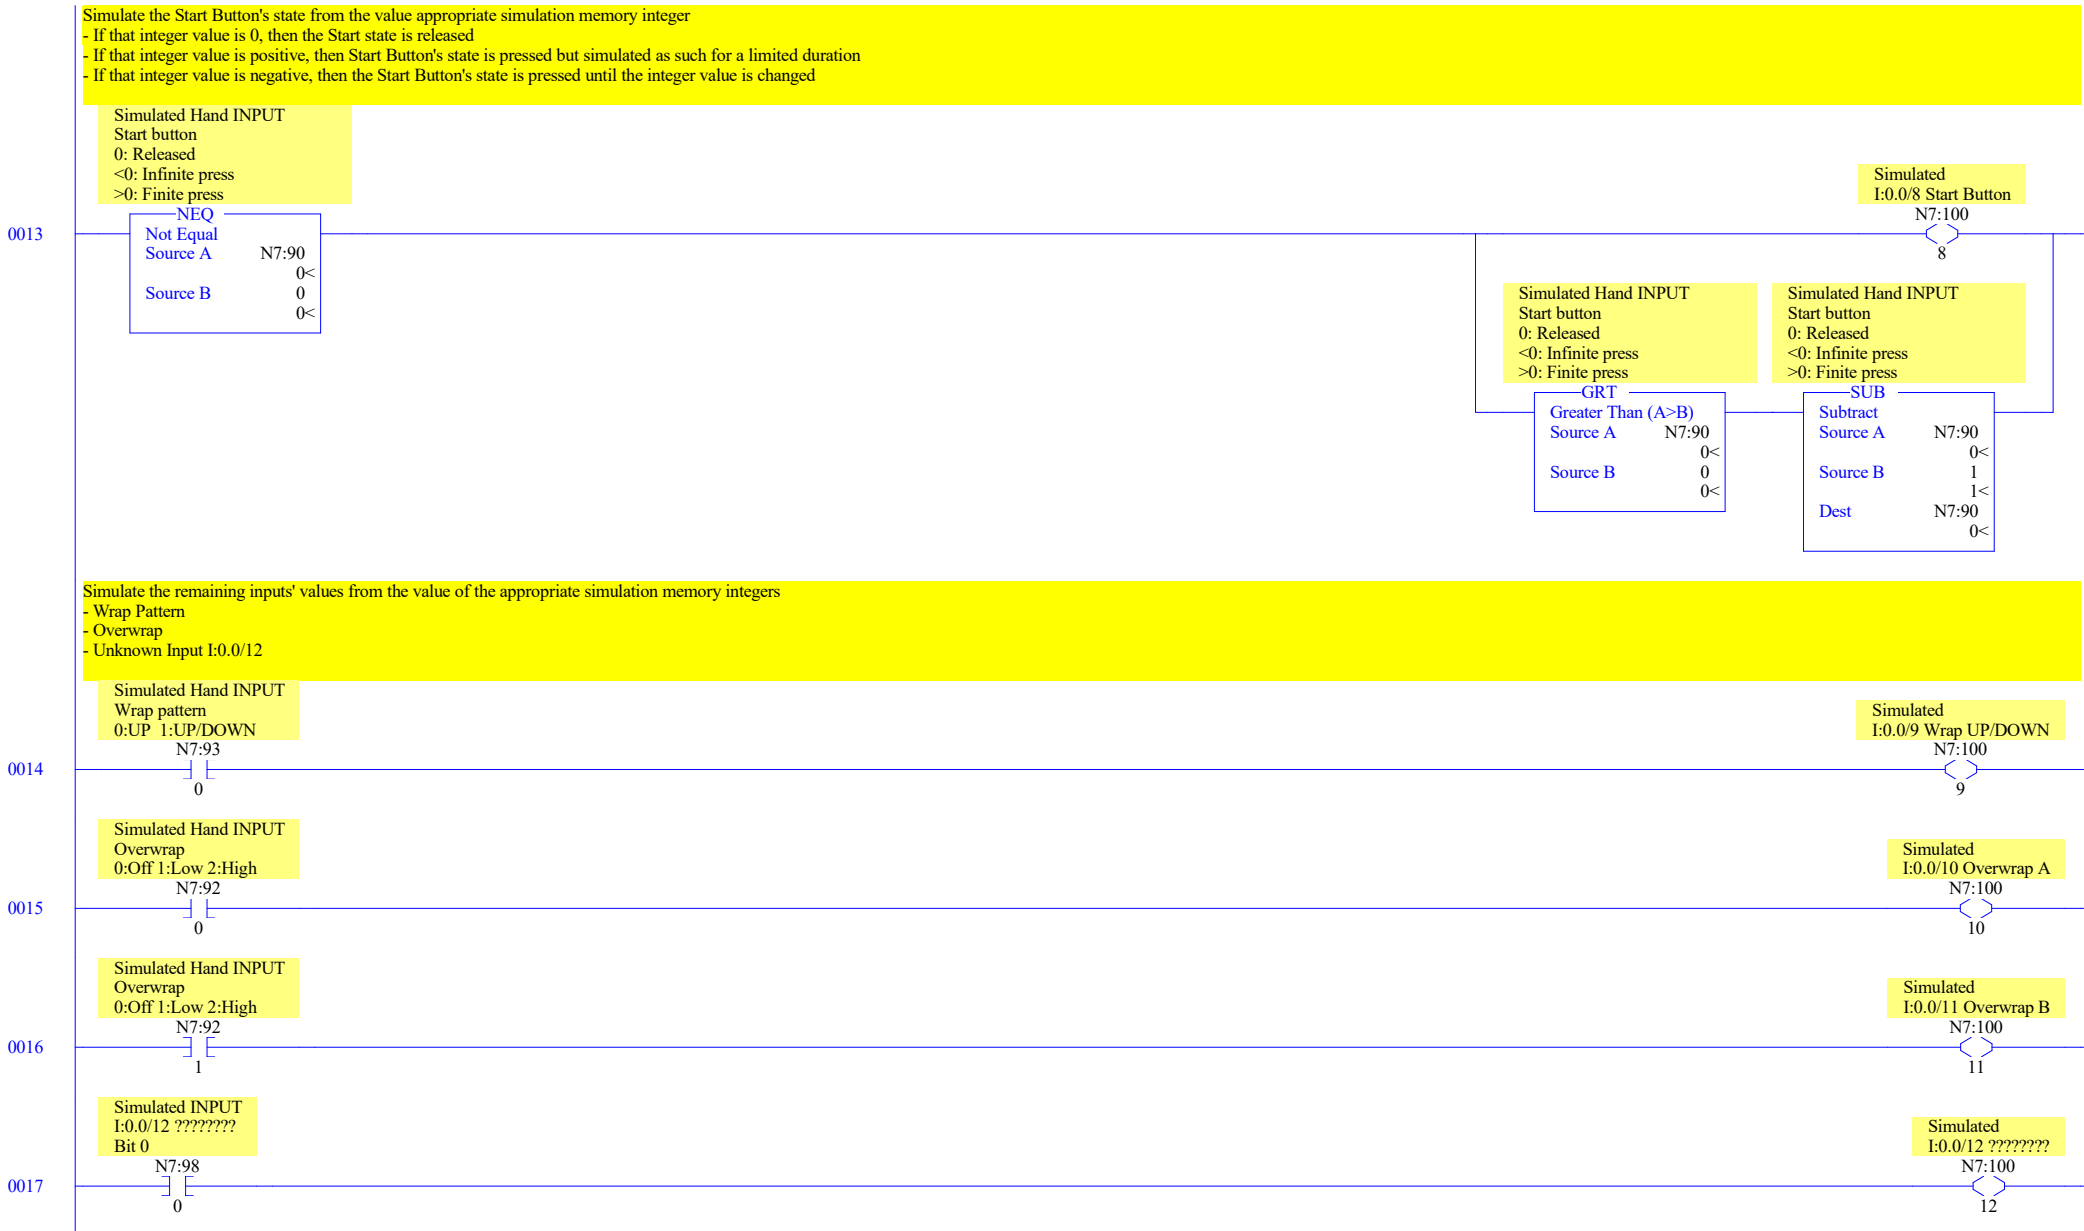 Simulate the Start Button's state from the value appropriate simulation memory integer
- If that integer value is 0, then the Start state is released
- If that integer value is positive, then Start Button's state is pressed but simulated as such for a limited duration
- If that integer value is negative, then the Start Button's state is pressed until the integer value is changed
Simulated Hand INPUT
Start button
0: Released
<0: Infinite press
>0: Finite press
NEQ
Not Equal
Source A N7:90
0<
Source B 0
0<
0013
Simulated
I:0.0/8 Start Button
N7:100
8
Simulated Hand INPUT
Start button
0: Released
<0: Infinite press
>0: Finite press
GRT
Greater Than (A>B)
Source A N7:90
0<
Source B 0
0<
Simulated Hand INPUT
Start button
0: Released
<0: Infinite press
>0: Finite press
SUB
Subtract
Source A N7:90
0<
Source B 1
1<
Dest N7:90
0<
Simulate the remaining inputs' values from the value of the appropriate simulation memory integers
- Wrap Pattern
- Overwrap
- Unknown Input I:0.0/12
Simulated Hand INPUT
Wrap pattern
0:UP 1:UP/DOWN
N7:93
0
0014
Simulated
I:0.0/9 Wrap UP/DOWN
N7:100
9
Simulated Hand INPUT
Overwrap
0:Off 1:Low 2:High
N7:92
0
0015
Simulated
I:0.0/10 Overwrap A
N7:100
10
Simulated Hand INPUT
Overwrap
0:Off 1:Low 2:High
N7:92
1
0016
Simulated
I:0.0/11 Overwrap B
N7:100
11
Simulated INPUT
I:0.0/12 ????????
Bit 0
N7:98
0
0017
Simulated
I:0.0/12 ????????
N7:100
12